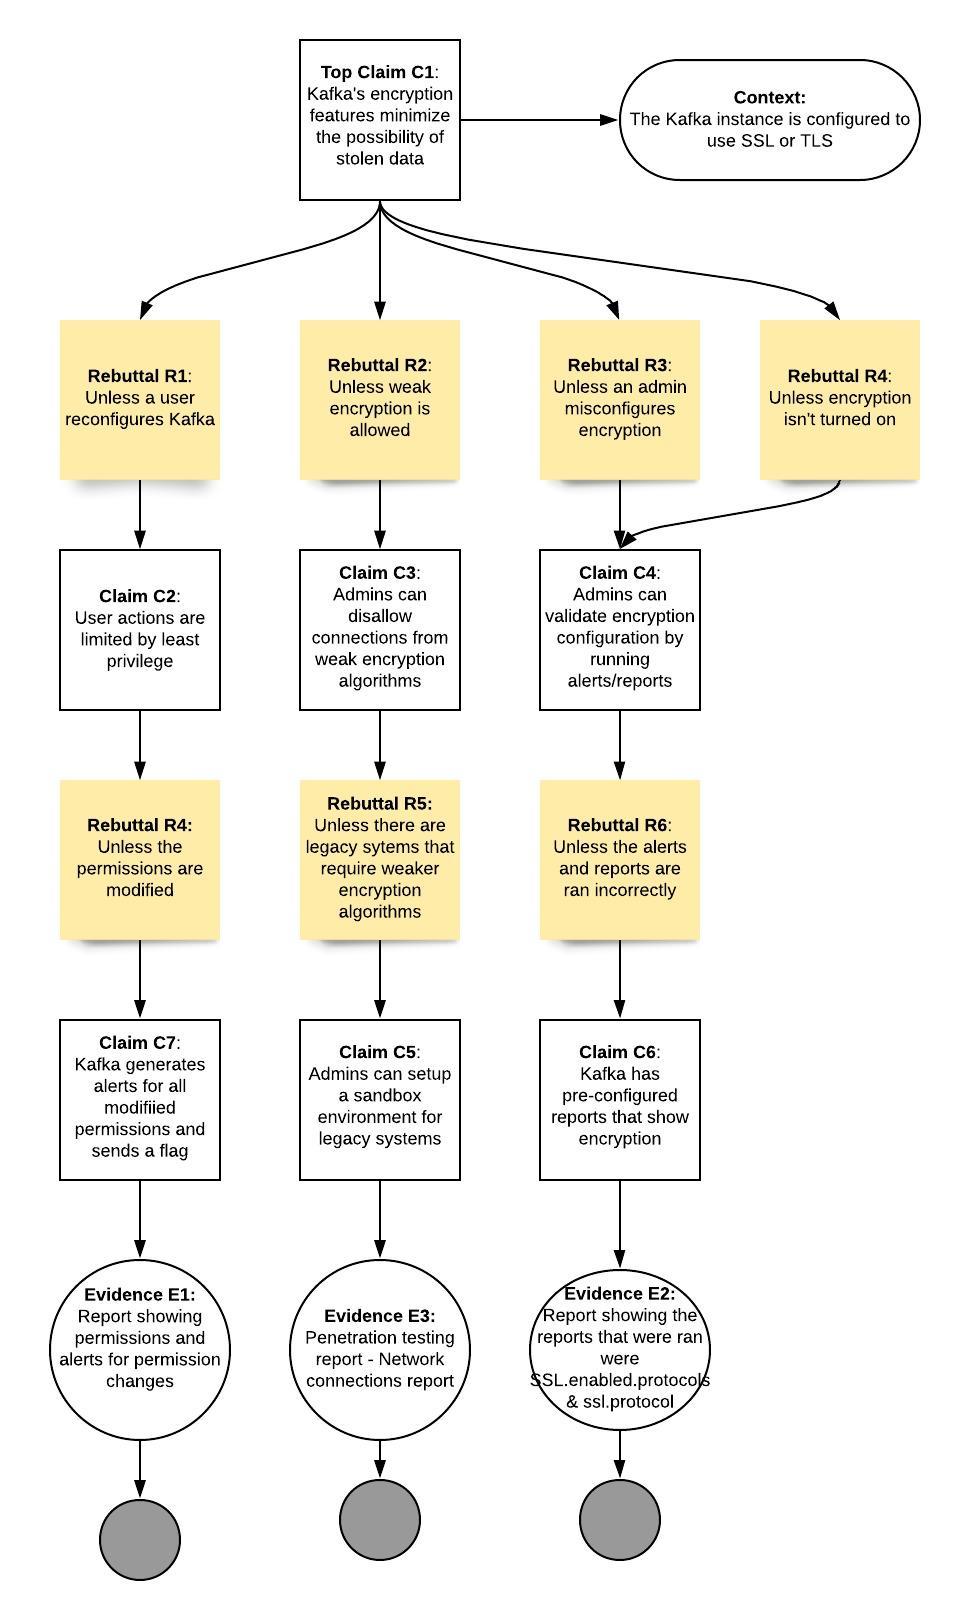 Top Claim C1:
Kafka's encryption
features minimize
the possibility of
stolen data
Context:
The Kafka instance is configured to
use SSL or TLS
Rebuttal R1:
Unless a user
reconfigures Kafka
Rebuttal R2:
Unless weak
encryption is
allowed
Rebuttal R3:
Unless an admin
misconfigures
encryption
Rebuttal R4:
Unless encryption
isn't turned on
Claim C2:
User actions are
limited by least
privilege
Claim C3:
Admins can
disallow
connections from
weak encryption
algorithms
Claim C4:
Admins can
validate encryption
configuration by
running
alerts/reports
Rebuttal R4:
Unless the
permissions are
modified
Rebuttal R5:
Unless there are
legacy sytems that
require weaker
encryption
algorithms
Rebuttal R6:
Unless the alerts
and reports are
ran incorrectly
Claim C7:
Kafka generates
alerts for all
modifiied
permissions and
sends a flag
Claim C5:
Admins can setup
a sandbox
environment for
legacy systems
Claim C6:
Kafka has
pre-configured
reports that show
encryption
Evidence E1:
Report showing
permissions and
alerts for permission
changes
Evidence E3:
Penetration testing
report - Network
connections report
Evidence E2:
Report showing the
reports that were ran
were
SSL.enabled.protocols
& ssl.protocol